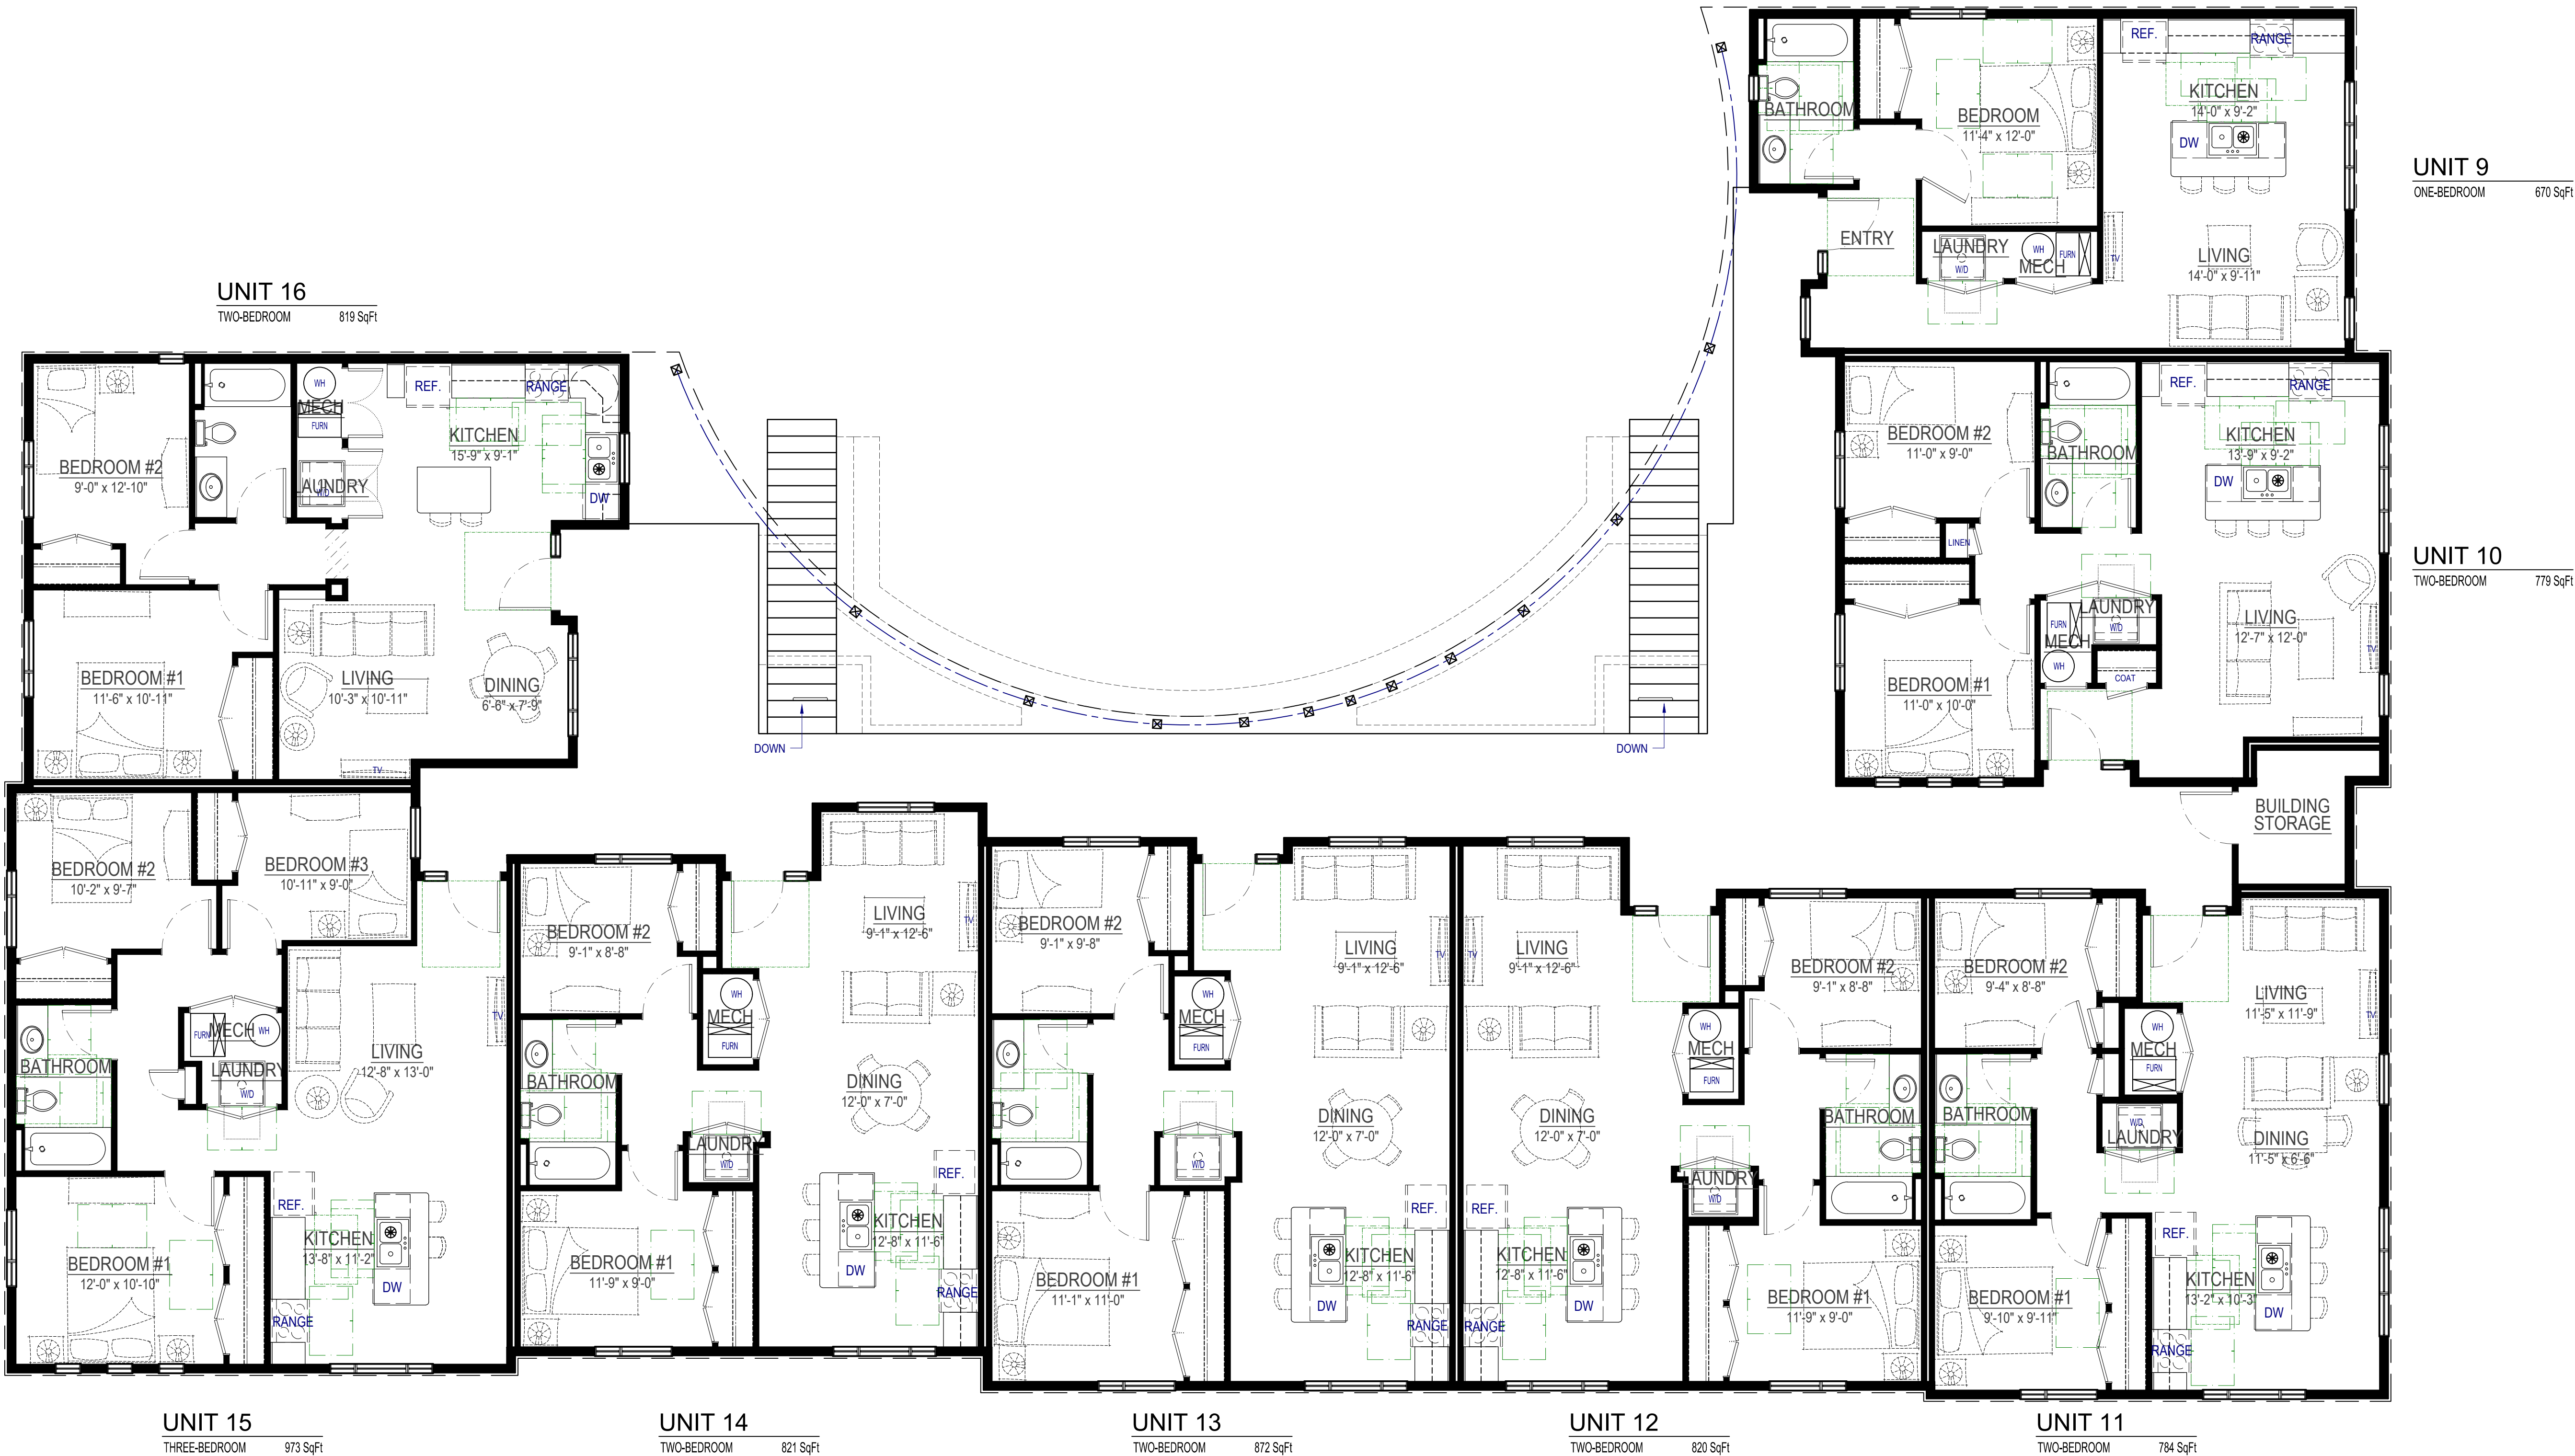 UNIT 9
ONE-BEDROOM 670 SqFt
REF.
RANGE
KITCHEN
14'-0" x 9'-2"
DW
BATHROOM
BEDROOM
11'-4" x 12'-0"
ENTRY
LAUNDRY
W/D
WH
FURN
MECH
TV
LIVING
14'-0" x 9'-11"
UNIT 16
TWO-BEDROOM 819 SqFt
WH
MECH
FURN
REF.
RANGE
KITCHEN
15'-9" x 9'-1"
BEDROOM #2
9'-0" x 12'-10"
LAUNDRY
W/D
DW
BEDROOM #1
11'-6" x 10'-11"
LIVING
10'-3" x 10'-11"
DINING
6'-6" x 7'-9"
TV
DOWN
DOWN
UNIT 10
TWO-BEDROOM 779 SqFt
REF.
RANGE
KITCHEN
13'-9" x 9'-2"
DW
BEDROOM #2
11'-0" x 9'-0"
BATHROOM
LINEN
LAUNDRY
W/D
FURN
MECH
WH
COAT
LIVING
12'-7" x 12'-0"
TV
BEDROOM #1
11'-0" x 10'-0"
BUILDING
STORAGE
BEDROOM #2
10'-2" x 9'-7"
BEDROOM #3
10'-11" x 9'-0"
TV
FURN
MECH
WH
LIVING
12'-8" x 13'-0"
BATHROOM
LAUNDRY
W/D
REF.
KITCHEN
13'-8" x 11'-2"
DW
RANGE
BEDROOM #1
12'-0" x 10'-10"
UNIT 15
THREE-BEDROOM 973 SqFt
BEDROOM #2
9'-1" x 8'-8"
LIVING
9'-1" x 12'-6"
TV
WH
MECH
FURN
BATHROOM
DINING
12'-0" x 7'-0"
LAUNDRY
W/D
REF.
KITCHEN
12'-8" x 11'-6"
DW
RANGE
BEDROOM #1
11'-9" x 9'-0"
UNIT 14
TWO-BEDROOM 821 SqFt
BEDROOM #2
9'-1" x 9'-8"
LIVING
9'-1" x 12'-6"
TV
WH
MECH
FURN
DINING
12'-0" x 7'-0"
W/D
REF.
KITCHEN
12'-8" x 11'-6"
DW
RANGE
BEDROOM #1
11'-1" x 11'-0"
UNIT 13
TWO-BEDROOM 872 SqFt
TV
LIVING
9'-1" x 12'-6"
BEDROOM #2
9'-1" x 8'-8"
WH
MECH
FURN
DINING
12'-0" x 7'-0"
BATHROOM
LAUNDRY
W/D
REF.
KITCHEN
12'-8" x 11'-6"
DW
RANGE
BEDROOM #1
11'-9" x 9'-0
UNIT 12
TWO-BEDROOM 820 SqFt
BEDROOM #2
9'-4" x 8'-8"
LIVING
11'-5" x 11'-9"
TV
WH
MECH
FURN
BATHROOM
W/D
LAUNDRY
DINING
11'-5" x 6'-6"
REF.
KITCHEN
13'-2" x 10'-3"
DW
RANGE
BEDROOM #1
9'-10" x 9'-11"
UNIT 11
TWO-BEDROOM 784 SqFt